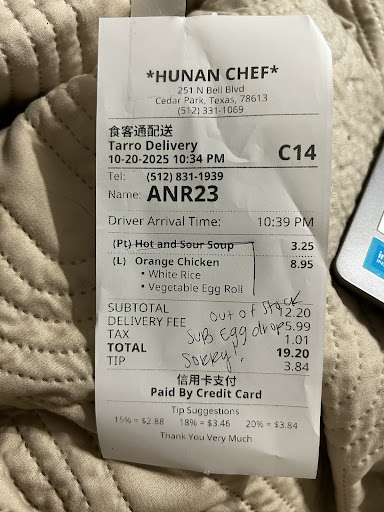 *HUNAN CHEF*
251 N Bell Blvd
Cedar Park, Texas, 78613
(512) 331-1069
食客通配送
Tarro Delivery
10-20-2025 10:34 PM
C14
Tel: (512) 831-1939
Name: ANR23
Driver Arrival Time: 10:39 PM
(Pt) Hot and Sour Soup 3.25
(L) Orange Chicken 8.95
• White Rice
• Vegetable Egg Roll
out of stock
SUB Egg drop
Sorry!
SUBTOTAL 12.20
DELIVERY FEE 5.99
TAX 1.01
TOTAL 19.20
TIP 3.84
信用卡支付
Paid By Credit Card
Tip Suggestions
15% = $2.88 18% = $3.46 20% = $3.84
Thank You Very Much